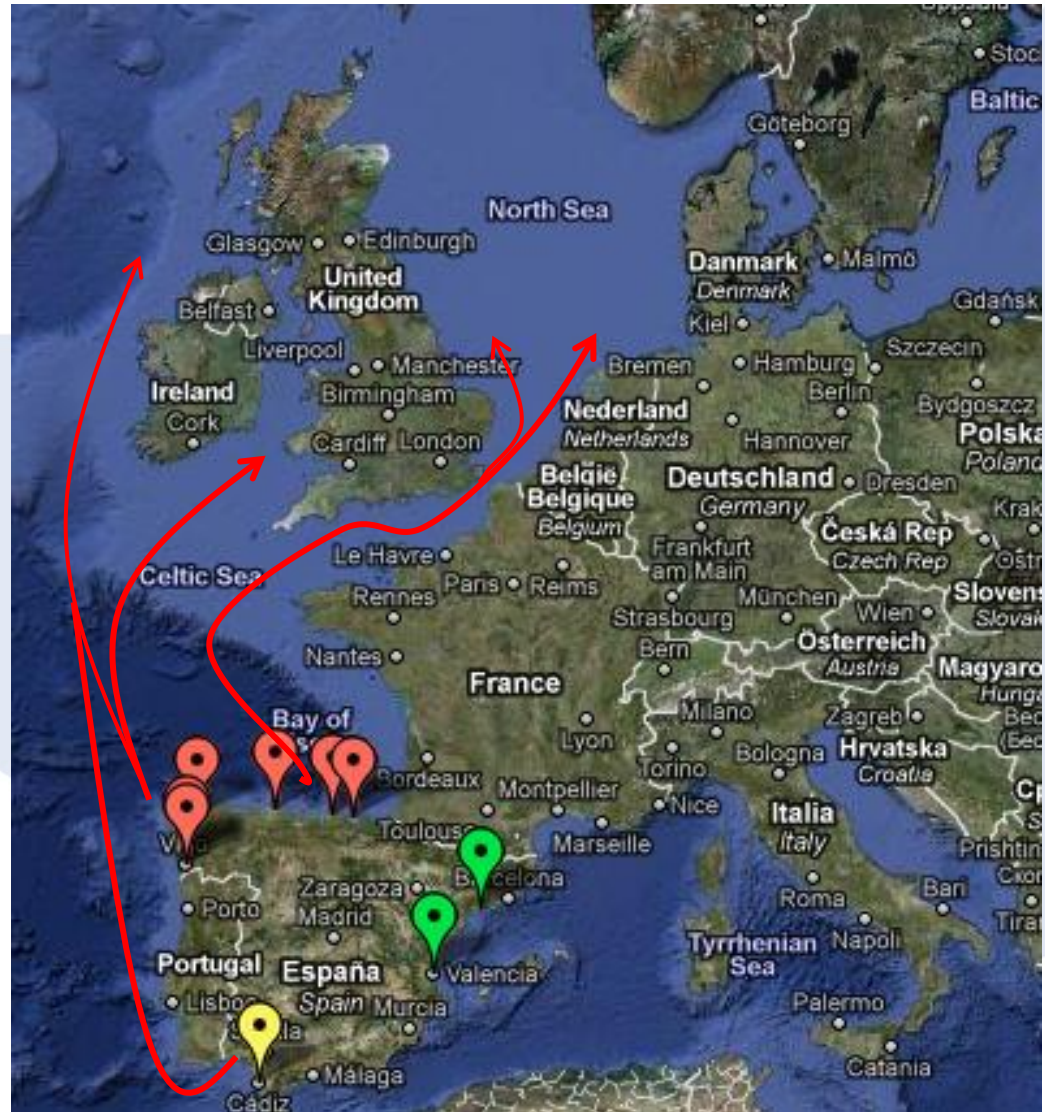 Oslo
Uppsala
Stoc
Baltic
Göteborg
North Sea
Glasgow
Edinburgh
United
Kingdom
Danmark
Denmark
Malmö
Belfast
Kiel
Gdańsk
Liverpool
Manchester
Bremen
Hamburg
Szczecin
Ireland
Birmingham
Nederland
Netherlands
Berlin
Bydgoszcz
Cork
Cardiff
London
Hannover
Polska
Poland
België
Belgique
Belgium
Deutschland
Germany
Dresden
Krak
Le Havre
Frankfurt
am Main
Česká Rep
Czech Rep
Ostr
Celtic Sea
Paris
Reims
Rennes
Strasbourg
München
Wien
Slovens
Slovak
Nantes
Bern
Österreich
Austria
Magyaro
Hunga
France
Bay of
Milano
Zagreb
Lyon
Torino
Bologna
Hrvatska
Croatia
Bordeaux
Montpellier
Nice
Toulouse
Marseille
Italia
Italy
Prishtin
Zaragoza
Barcelona
Roma
Bari
Porto
Madrid
Tyrrhenian
Sea
Napoli
Tira
Portugal
España
Spain
Valencia
Lisboa
Murcia
Palermo
Málaga
Catania
Cádiz